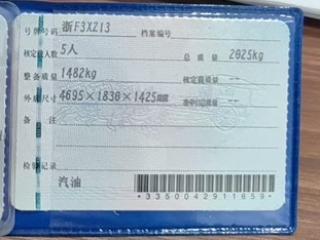 号牌号码 浙F3XZ13 档案编号
核定载人数 5人 总质量 2025kg
整备质量 1482kg 核定载质量 --
外廓尺寸 4695×1830×1425mm 准牵引总质量 --
备注
检验记录
汽油
*3350042911659*